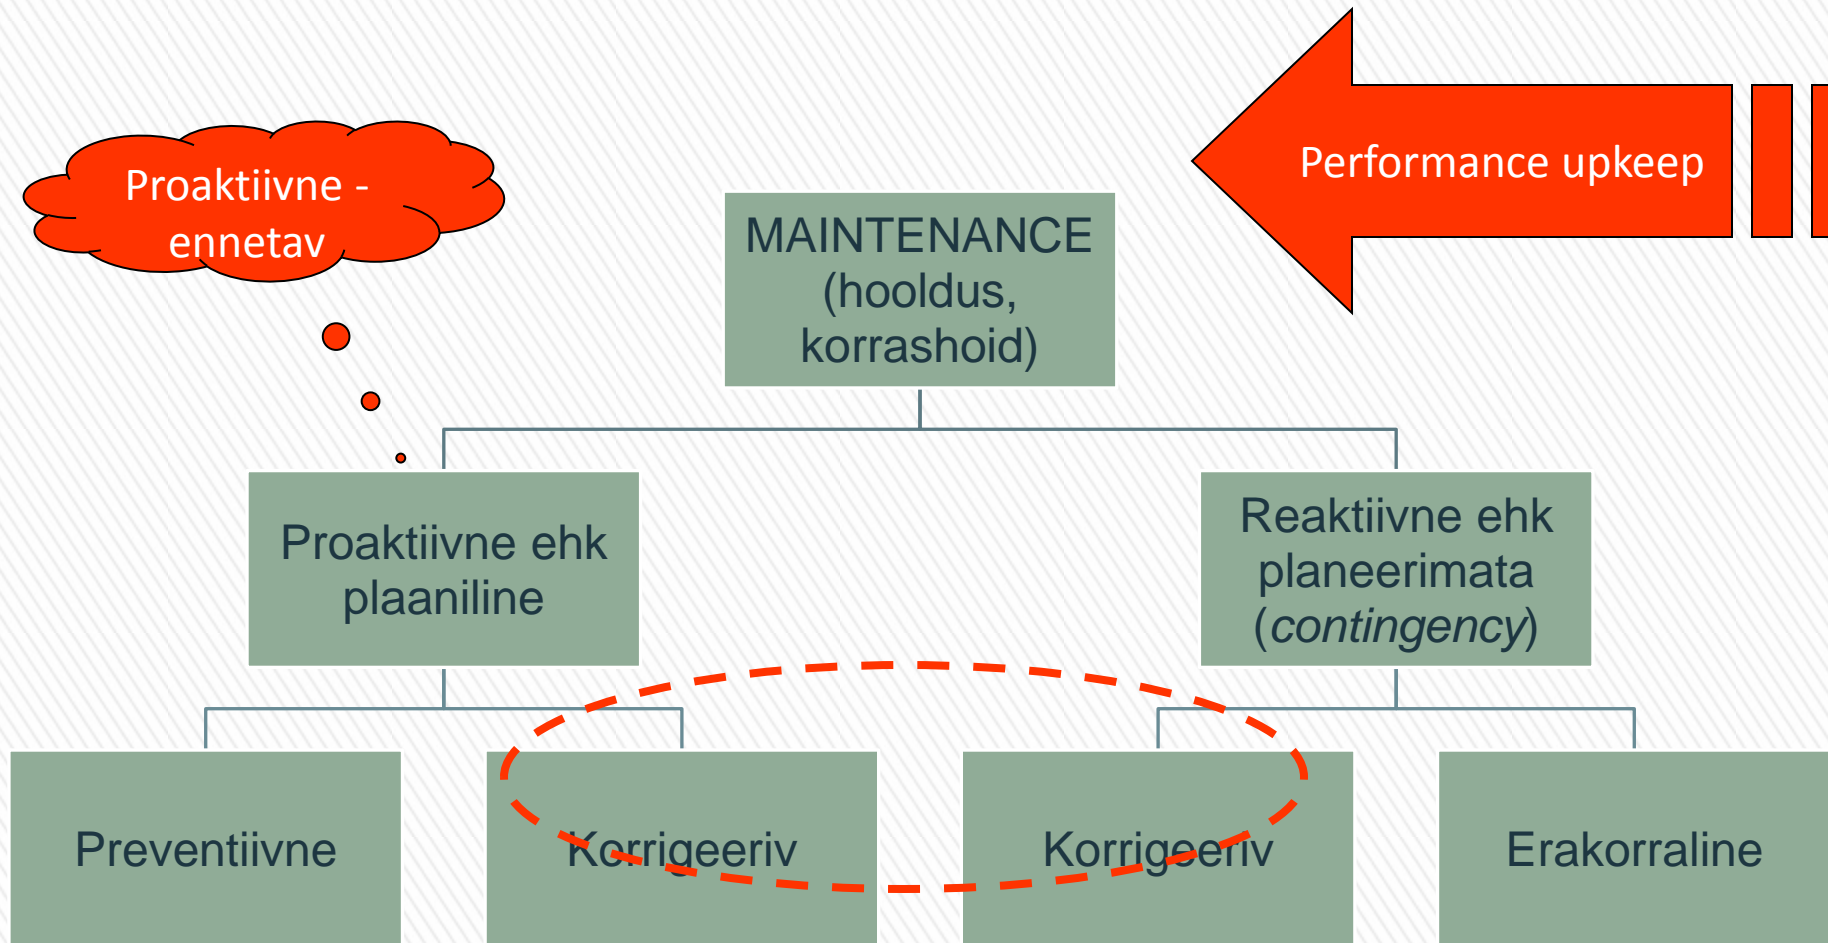 Performance upkeep
Proaktiivne -
ennetav
MAINTENANCE
(hooldus,
korrashoid)
Proaktiivne ehk
plaaniline
Reaktiivne ehk
planeerimata
(contingency)
Preventiivne
Korrigeeriv
Korrigeeriv
Erakorraline